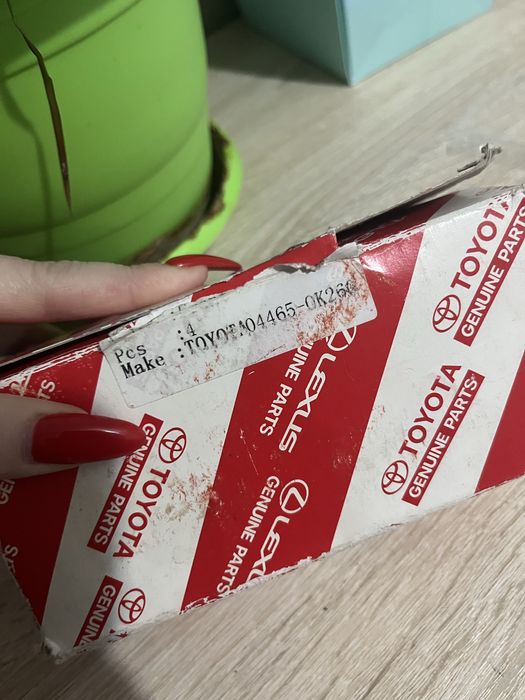 Pcs :4
Make :TOYOTA04465-0K260
TOYOTA
GENUINE PARTS
LEXUS
GENUINE PARTS
TOYOTA
GENUINE PARTS
TOYOTA
GENUINE PARTS
LEXUS
GENUINE PARTS
GENUINE